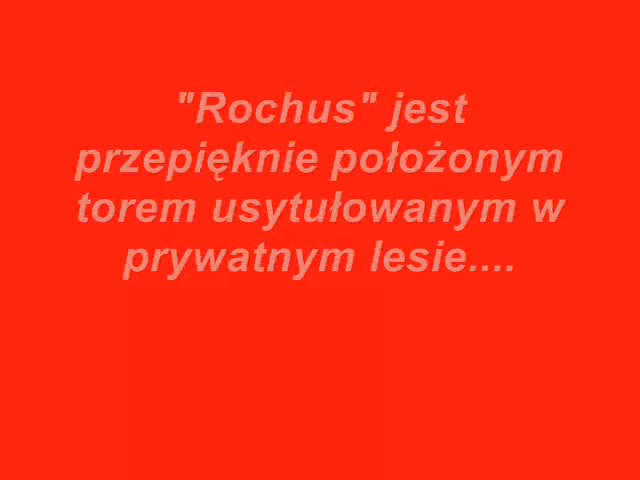 "Rochus" jest
przepięknie położonym
torem usytułowanym w
prywatnym lesie....